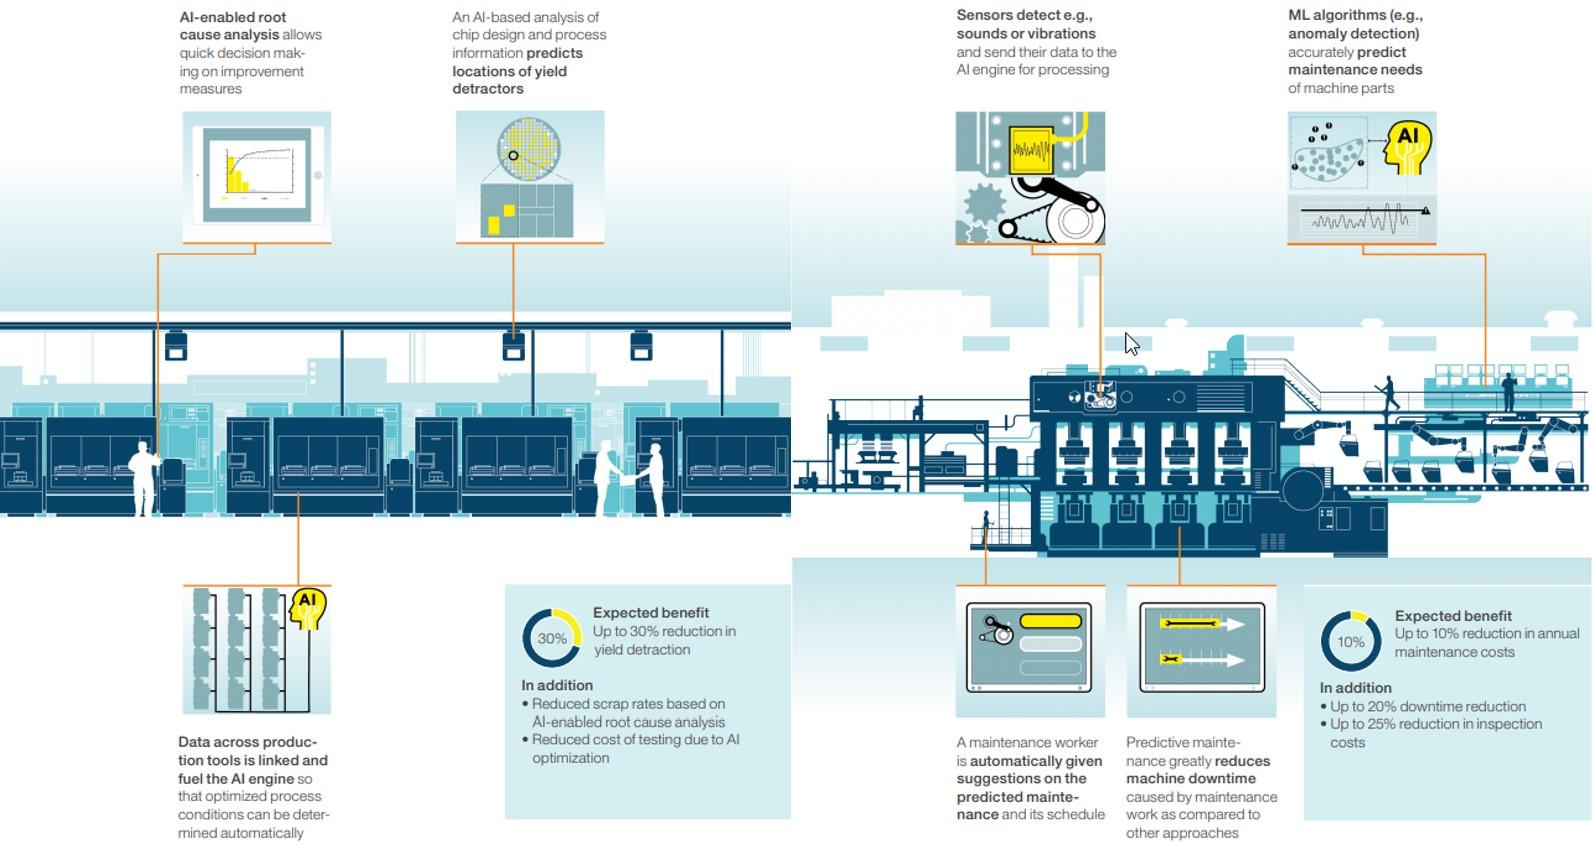 AI-enabled root
cause analysis allows
quick decision mak-
ing on improvement
measures
An AI-based analysis of
chip design and process
information predicts
locations of yield
detractors
Data across produc-
tion tools is linked and
fuel the AI engine so
that optimized process
conditions can be deter-
mined automatically
AI
30%
Expected benefit
Up to 30% reduction in
yield detraction
In addition
• Reduced scrap rates based on
AI-enabled root cause analysis
• Reduced cost of testing due to AI
optimization
Sensors detect e.g.,
sounds or vibrations
and send their data to the
AI engine for processing
ML algorithms (e.g.,
anomaly detection)
accurately predict
maintenance needs
of machine parts
AI
A maintenance worker
is automatically given
suggestions on the
predicted mainte-
nance and its schedule
Predictive mainte-
nance greatly reduces
machine downtime
caused by maintenance
work as compared to
other approaches
10%
Expected benefit
Up to 10% reduction in annual
maintenance costs
In addition
• Up to 20% downtime reduction
• Up to 25% reduction in inspection
costs